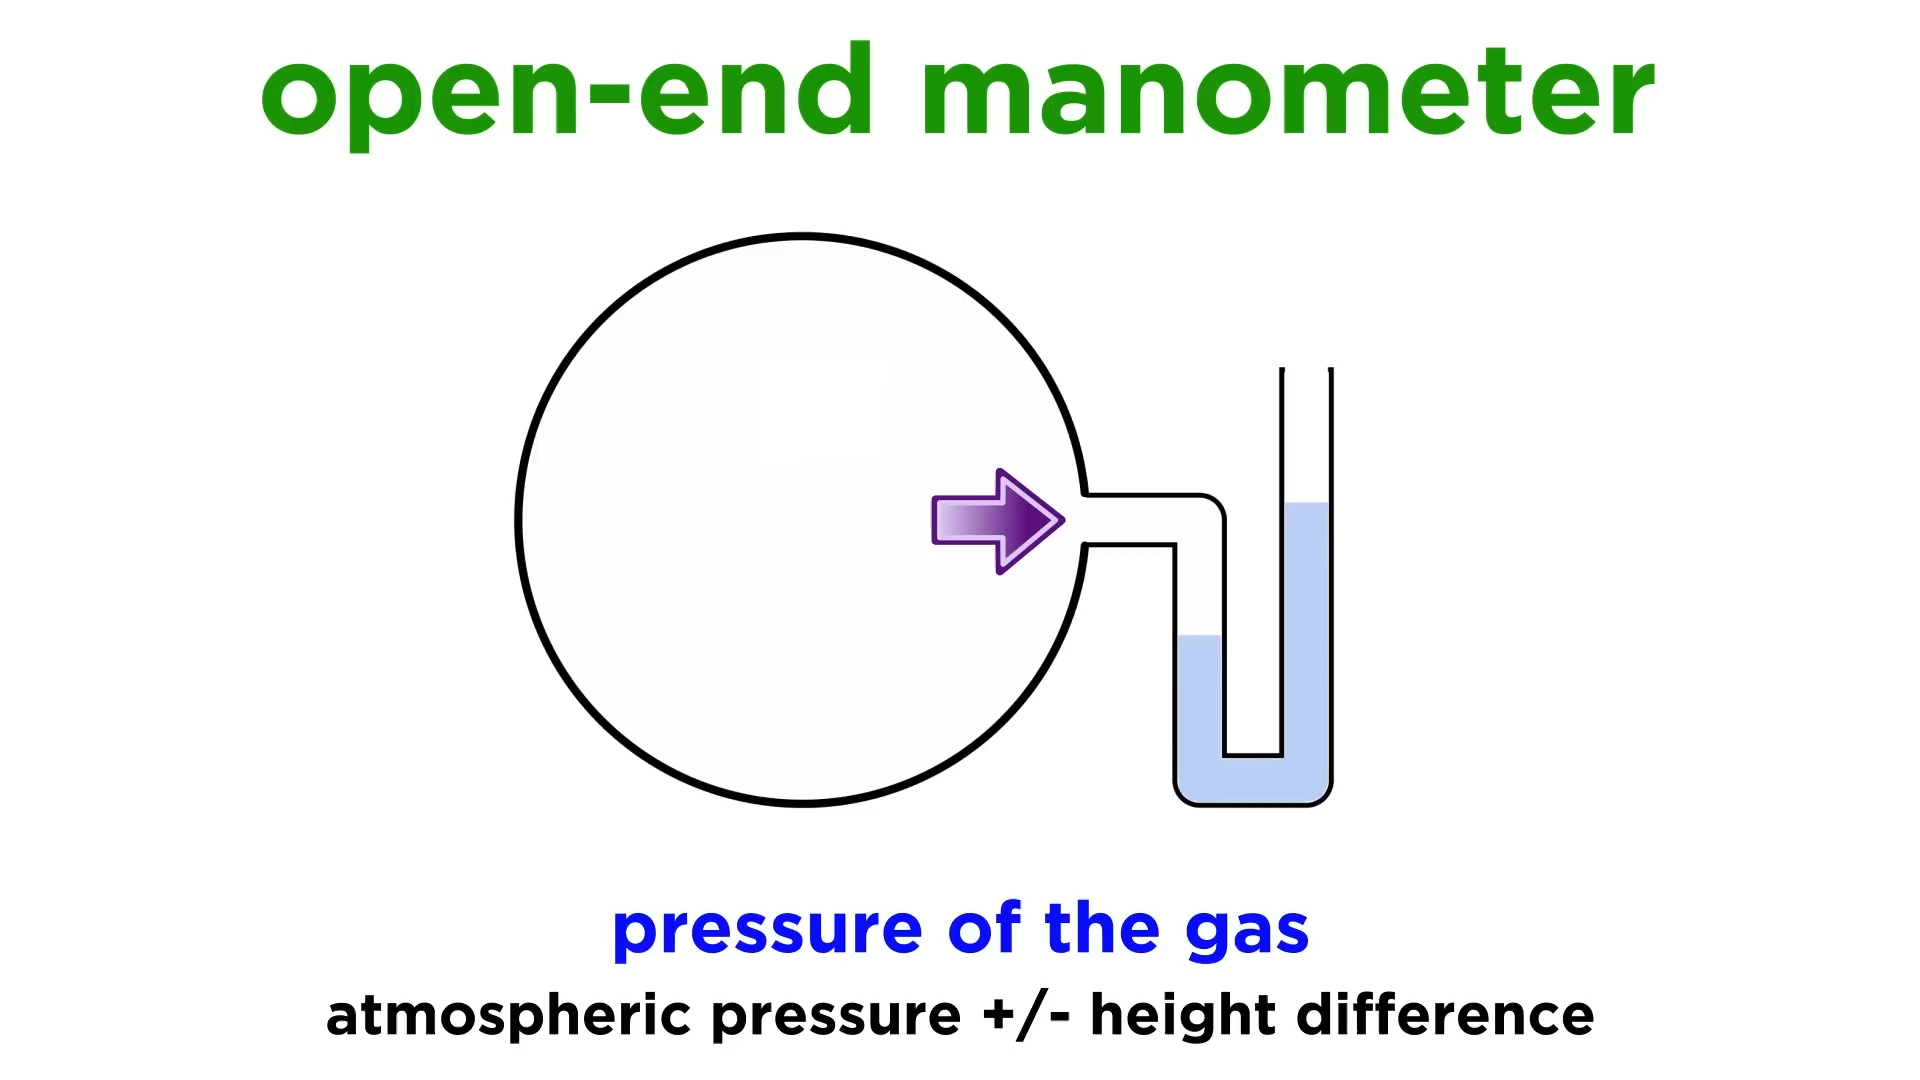 open-end manometer
pressure of the gas
atmospheric pressure +/- height difference